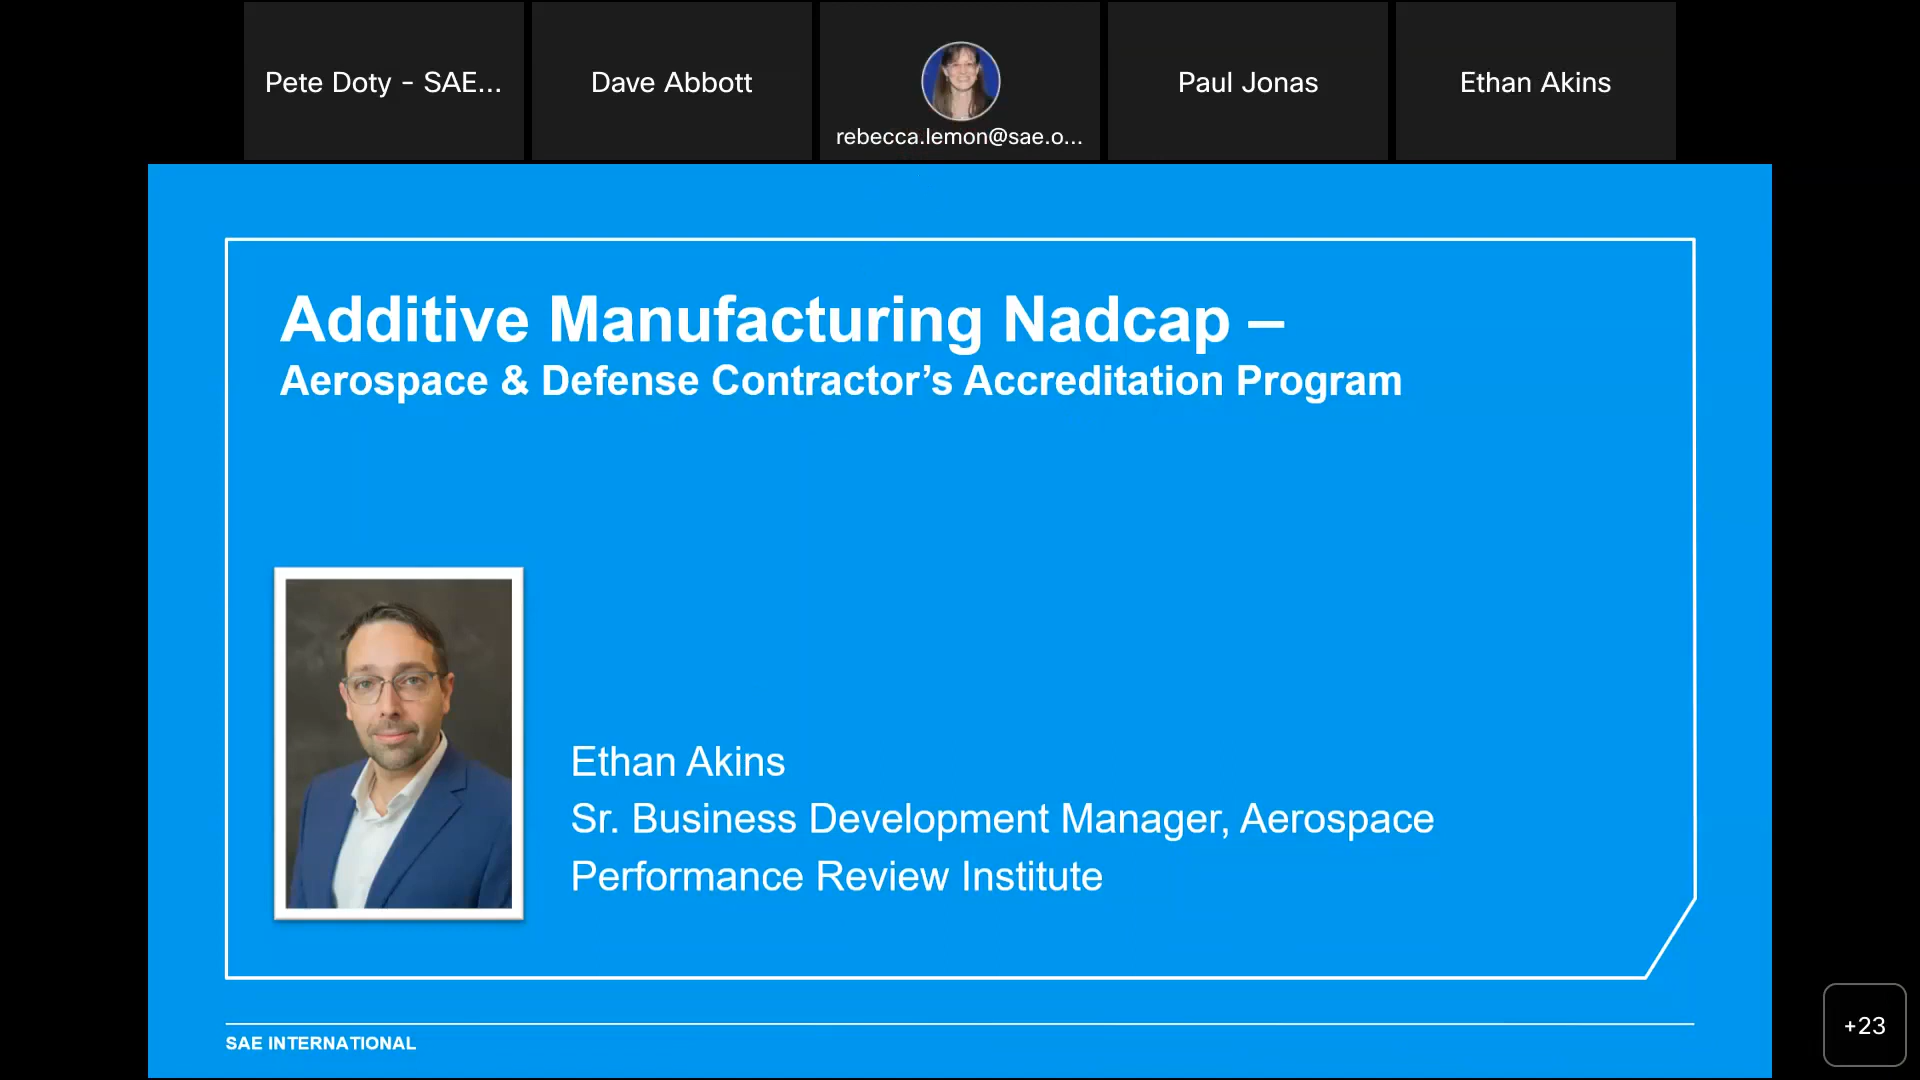 Pete Doty - SAE...
Dave Abbott
rebecca.lemon@sae.o...
Paul Jonas
Ethan Akins
Additive Manufacturing Nadcap –
Aerospace & Defense Contractor’s Accreditation Program
Ethan Akins
Sr. Business Development Manager, Aerospace
Performance Review Institute
SAE INTERNATIONAL
+23